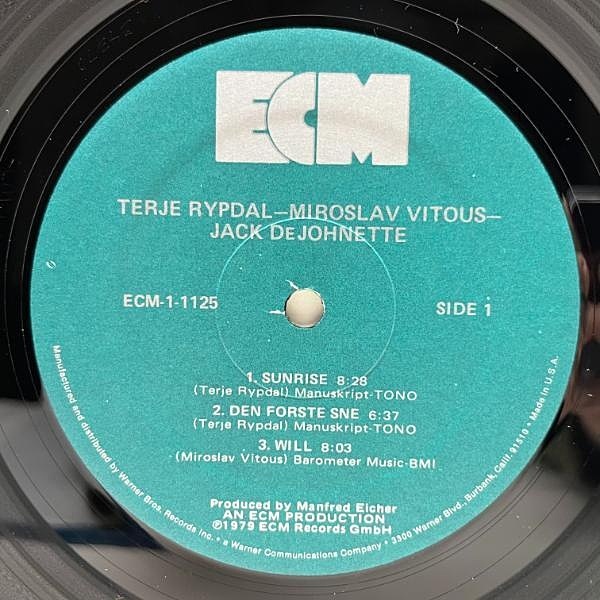 ECM
TERJE RYPDAL—MIROSLAV VITOUS—
JACK DeJOHNETTE
ECM-1-1125
SIDE 1
1. SUNRISE 8:28
(Terje Rypdal) Manuskript-TONO
2. DEN FORSTE SNE 6:37
(Terje Rypdal) Manuskript-TONO
3. WILL 8:03
(Miroslav Vitous) Barometer Music-BMI
Produced by Manfred Eicher
AN ECM PRODUCTION
℗1979 ECM Records GmbH
Manufactured and distributed by Warner Bros. Records Inc. • a Warner Communications Company • 3300 Warner Blvd., Burbank, Calif. 91510 • Made in U.S.A.